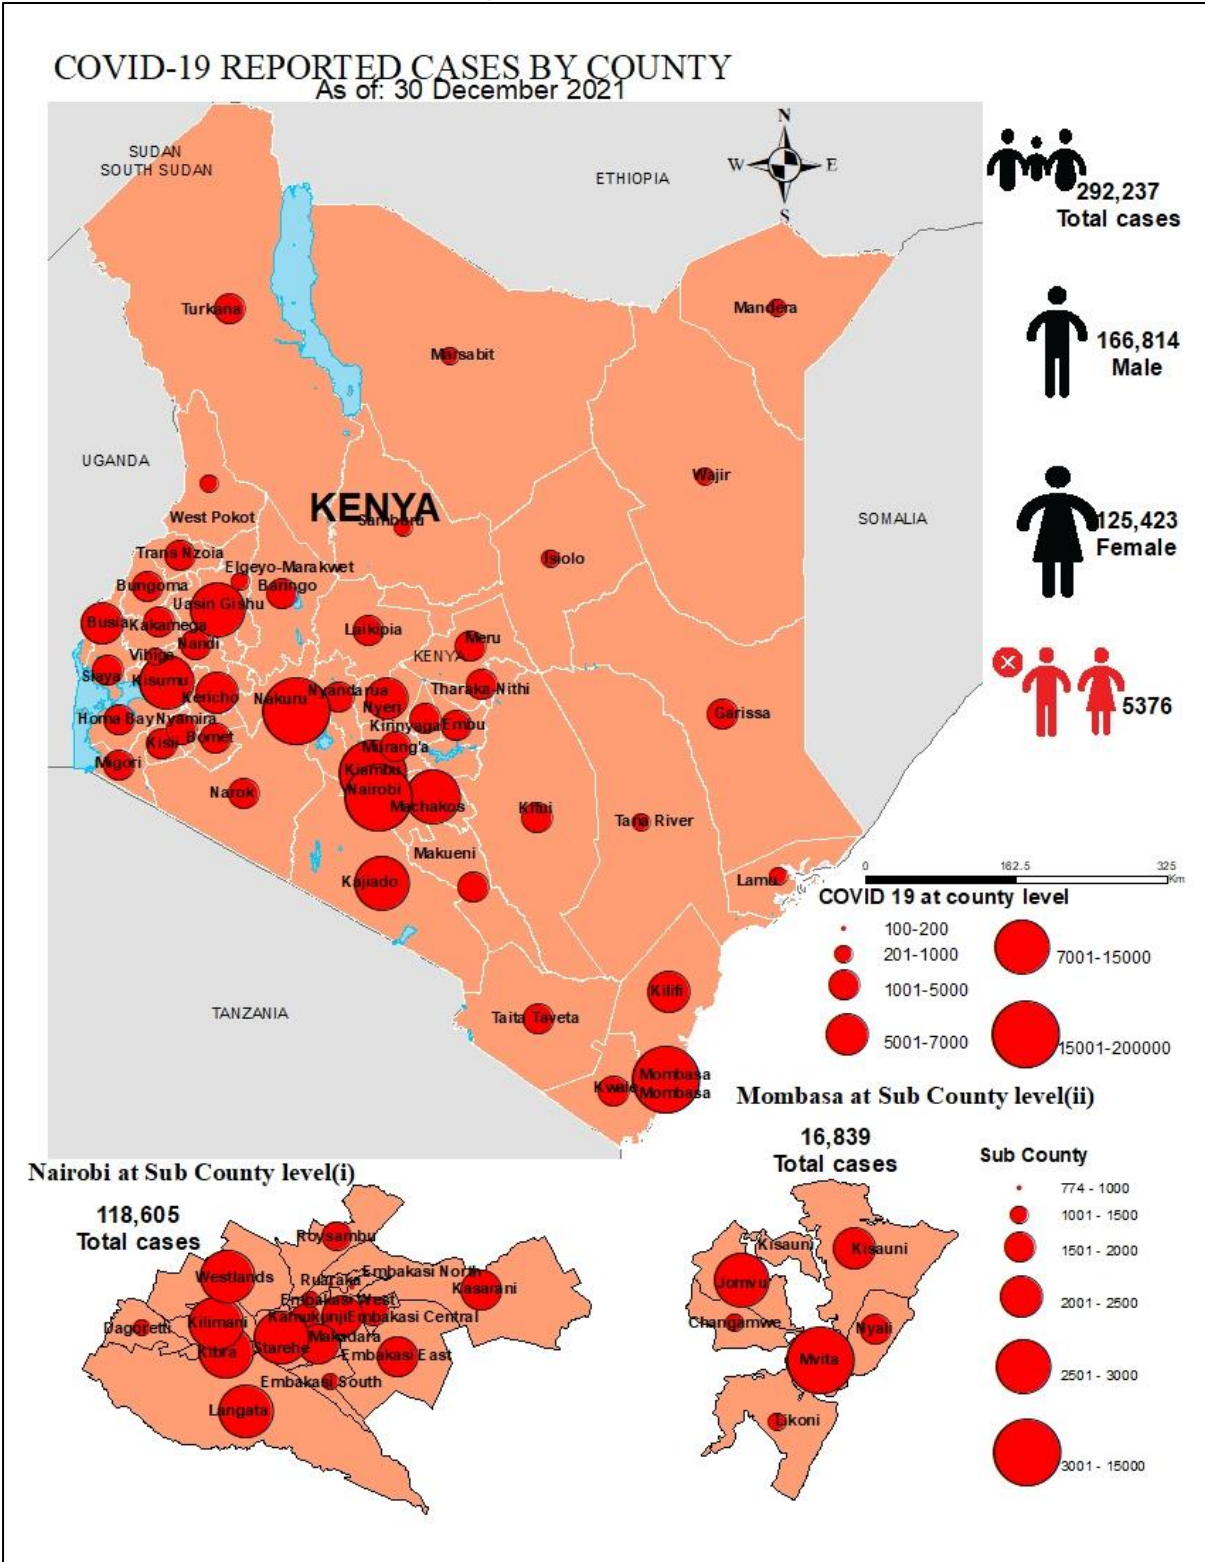 COVID-19 REPORTED CASES BY COUNTY
As of: 30 December 2021
N
W
E
S
SUDAN
SOUTH SUDAN
ETHIOPIA
292,237
Total cases
Turkana
Mandera
Marsabit
166,814
Male
UGANDA
Wajir
KENYA
West Pokot
Samburu
SOMALIA
125,423
Female
Trans Nzoia
Isiolo
Elgeyo-Marakwet
Bungoma
Baringo
Uasin Gishu
Busia
Kakamega
Laikipia
Nandi
Meru
Vihiga
KENYA
Siaya
Kisumu
Kericho
Nakuru
Nyandarua
Tharaka-Nithi
Nyeri
5376
Garissa
Homa Bay
Nyamira
Kirinyaga
Embu
Kisii
Bomet
Murang'a
Migori
Kiambu
Narok
Nairobi
Machakos
Kitui
Tana River
Makueni
Kajiado
Lamu
0
162.5
325
Km
COVID 19 at county level
100-200
201-1000
1001-5000
5001-7000
7001-15000
15001-200000
Kilifi
TANZANIA
Taita Taveta
Mombasa
Kwale
Mombasa
Mombasa at Sub County level(ii)
16,839
Total cases
Sub County
774 - 1000
1001 - 1500
1501 - 2000
2001 - 2500
2501 - 3000
3001 - 15000
Kisauni
Kisauni
Jomvu
Changamwe
Nyali
Mvita
Likoni
Nairobi at Sub County level(i)
118,605
Total cases
Roysambu
Westlands
Ruaraka
Embakasi North
Kasarani
Embakasi West
Dagoretti
Kilimani
Kamukunji
Embakasi Central
Makadara
Kibra
Starehe
Embakasi East
Embakasi South
Langata